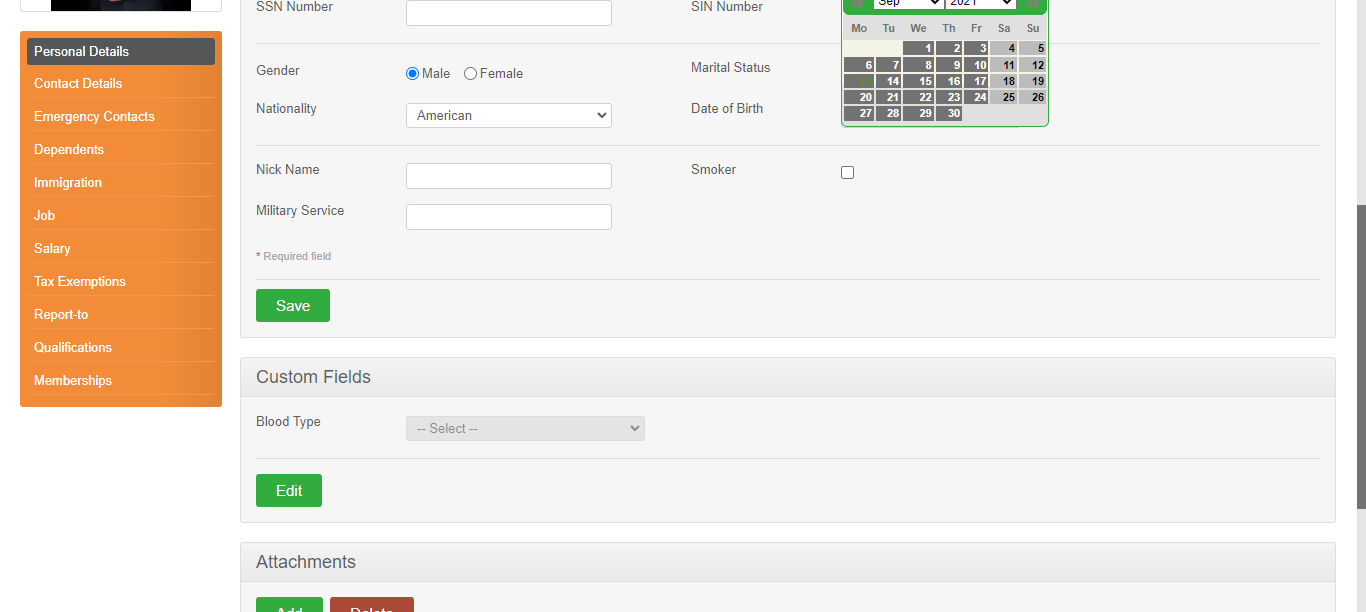 SSN Number
SIN Number
Sep 2021
Mo Tu We Th Fr Sa Su
1 2 3 4 5
6 7 8 9 10 11 12
13 14 15 16 17 18 19
20 21 22 23 24 25 26
27 28 29 30
Personal Details
Contact Details
Emergency Contacts
Dependents
Immigration
Job
Salary
Tax Exemptions
Report-to
Qualifications
Memberships
Gender
Male Female
Marital Status
Nationality
American
Date of Birth
Nick Name
Smoker
Military Service
* Required field
Save
Custom Fields
Blood Type
-- Select --
Edit
Attachments
Add Delete